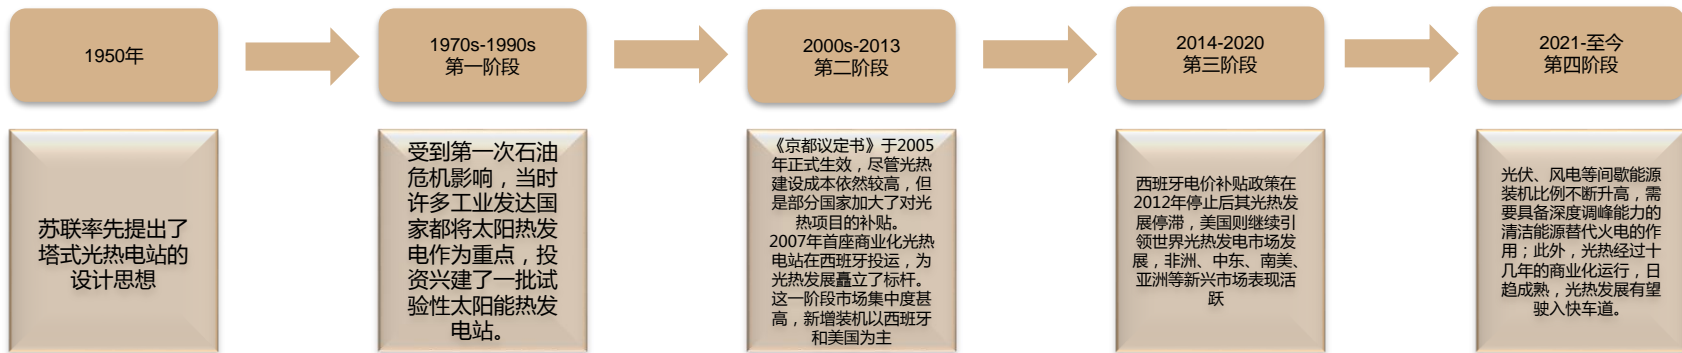 1950年
1970s-1990s
第一阶段
2000s-2013
第二阶段
2014-2020
第三阶段
2021-至今
第四阶段
苏联率先提出了
塔式光热电站的
设计思想
受到第一次石油
危机影响，当时
许多工业发达国
家都将太阳热发
电作为重点，投
资兴建了一批试
验性太阳能热发
电站。
《京都议定书》于2005
年正式生效，尽管光热
建设成本依然较高，但
是部分国家加大了对光
热项目的补贴。
2007年首座商业化光热
电站在西班牙投运，为
光热发展矗立了标杆。
这一阶段市场集中度甚
高，新增装机以西班牙
和美国为主
西班牙电价补贴政策在
2012年停止后其光热发
展停滞，美国则继续引
领世界光热发电市场发
展，非洲、中东、南美、
亚洲等新兴市场表现活
跃
光伏、风电等间歇能源
装机比例不断升高，需
要具备深度调峰能力的
清洁能源替代火电的作
用；此外，光热经过十
几年的商业化运行，日
趋成熟，光热发展有望
驶入快车道。